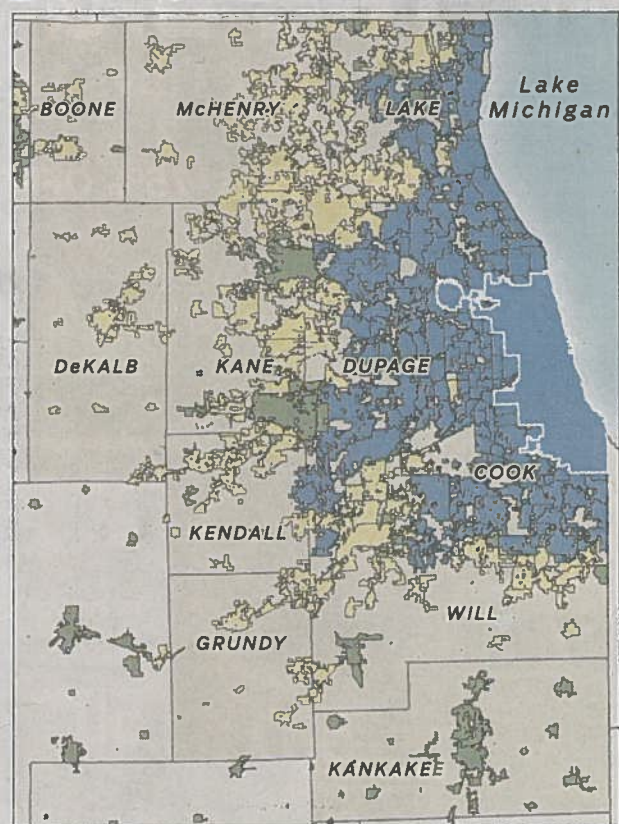 BOONE
McHENRY
LAKE
Lake
Michigan
DeKALB
KANE
DUPAGE
COOK
KENDALL
WILL
GRUNDY
KANKAKEE